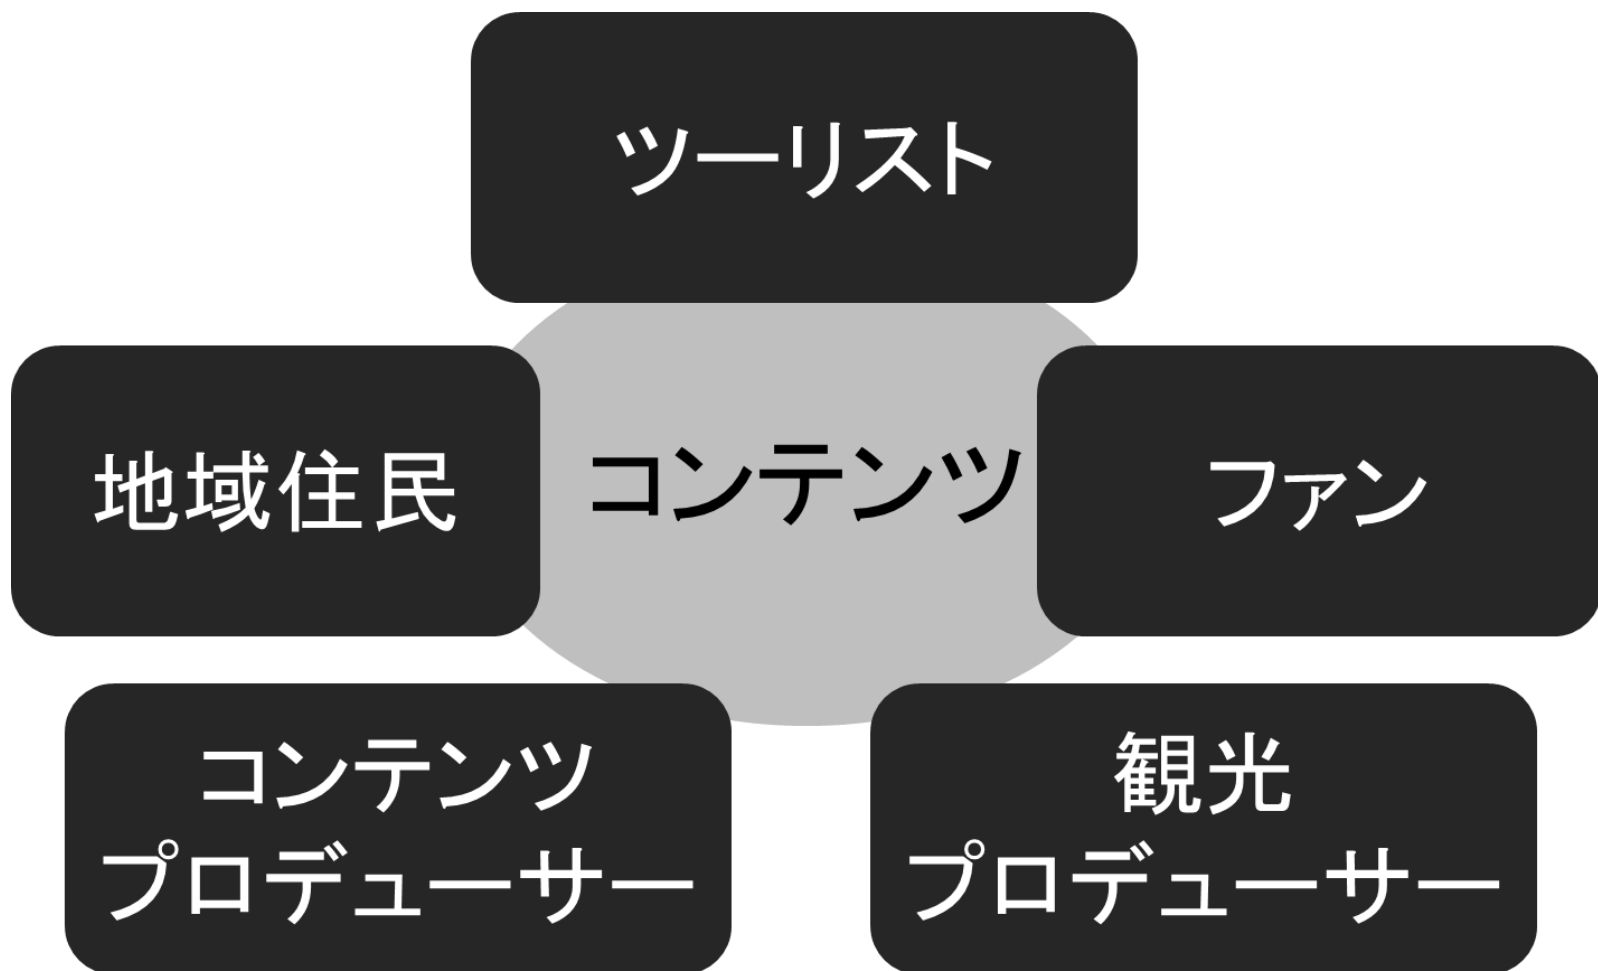 ツーリスト
地域住民
コンテンツ
ファン
コンテンツ
プロデューサー
観光
プロデューサー